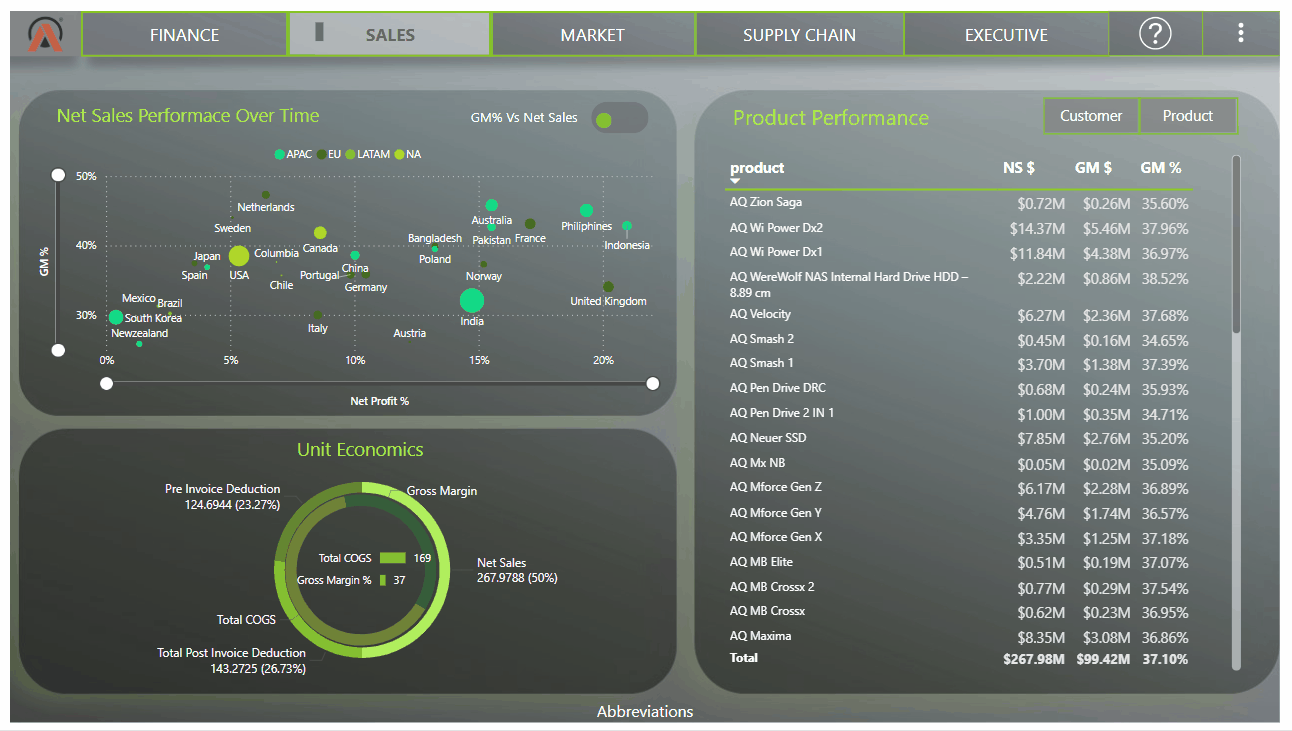 FINANCE
SALES
MARKET
SUPPLY CHAIN
EXECUTIVE
?
Net Sales Performace Over Time
GM% Vs Net Sales
APAC EU LATAM NA
50%
40%
30%
GM %
Netherlands
Sweden
Japan
Spain
USA
Columbia
Canada
Chile
Portugal
China
Germany
Mexico
Brazil
South Korea
Newzealand
Italy
Austria
Bangladesh
Poland
Australia
Pakistan
France
Norway
India
Philiphines
Indonesia
United Kingdom
0% 5% 10% 15% 20%
Net Profit %
Unit Economics
Pre Invoice Deduction
124.6944 (23.27%)
Gross Margin
Total COGS 169
Gross Margin % 37
Net Sales
267.9788 (50%)
Total COGS
Total Post Invoice Deduction
143.2725 (26.73%)
Product Performance
Customer
Product
product NS $ GM $ GM %
AQ Zion Saga $0.72M $0.26M 35.60%
AQ Wi Power Dx2 $14.37M $5.46M 37.96%
AQ Wi Power Dx1 $11.84M $4.38M 36.97%
AQ WereWolf NAS Internal Hard Drive HDD – $2.22M $0.86M 38.52%
8.89 cm
AQ Velocity $6.27M $2.36M 37.68%
AQ Smash 2 $0.45M $0.16M 34.65%
AQ Smash 1 $3.70M $1.38M 37.39%
AQ Pen Drive DRC $0.68M $0.24M 35.93%
AQ Pen Drive 2 IN 1 $1.00M $0.35M 34.71%
AQ Neuer SSD $7.85M $2.76M 35.20%
AQ Mx NB $0.05M $0.02M 35.09%
AQ Mforce Gen Z $6.17M $2.28M 36.89%
AQ Mforce Gen Y $4.76M $1.74M 36.57%
AQ Mforce Gen X $3.35M $1.25M 37.18%
AQ MB Elite $0.51M $0.19M 37.07%
AQ MB Crossx 2 $0.77M $0.29M 37.54%
AQ MB Crossx $0.62M $0.23M 36.95%
AQ Maxima $8.35M $3.08M 36.86%
Total $267.98M $99.42M 37.10%
Abbreviations